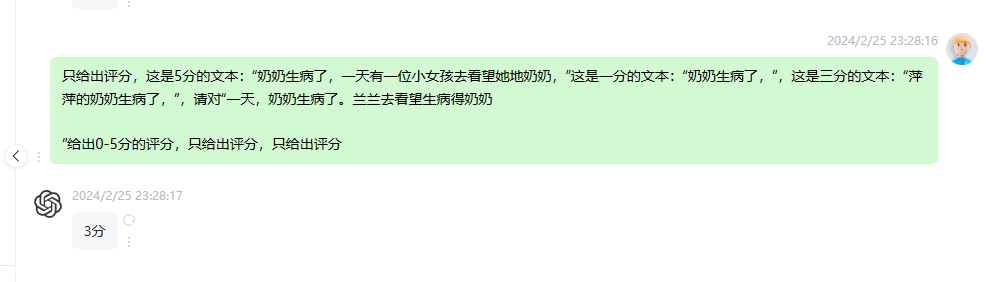 2024/2/25 23:28:16
只给出评分，这是5分的文本：“奶奶生病了，一天有一位小女孩去看望她地奶奶，”这是一分的文本：“奶奶生病了，”，这是三分的文本：“萍
萍的奶奶生病了，”，请对“一天，奶奶生病了。兰兰去看望生病得奶奶
”给出0-5分的评分，只给出评分，只给出评分
2024/2/25 23:28:17
3分